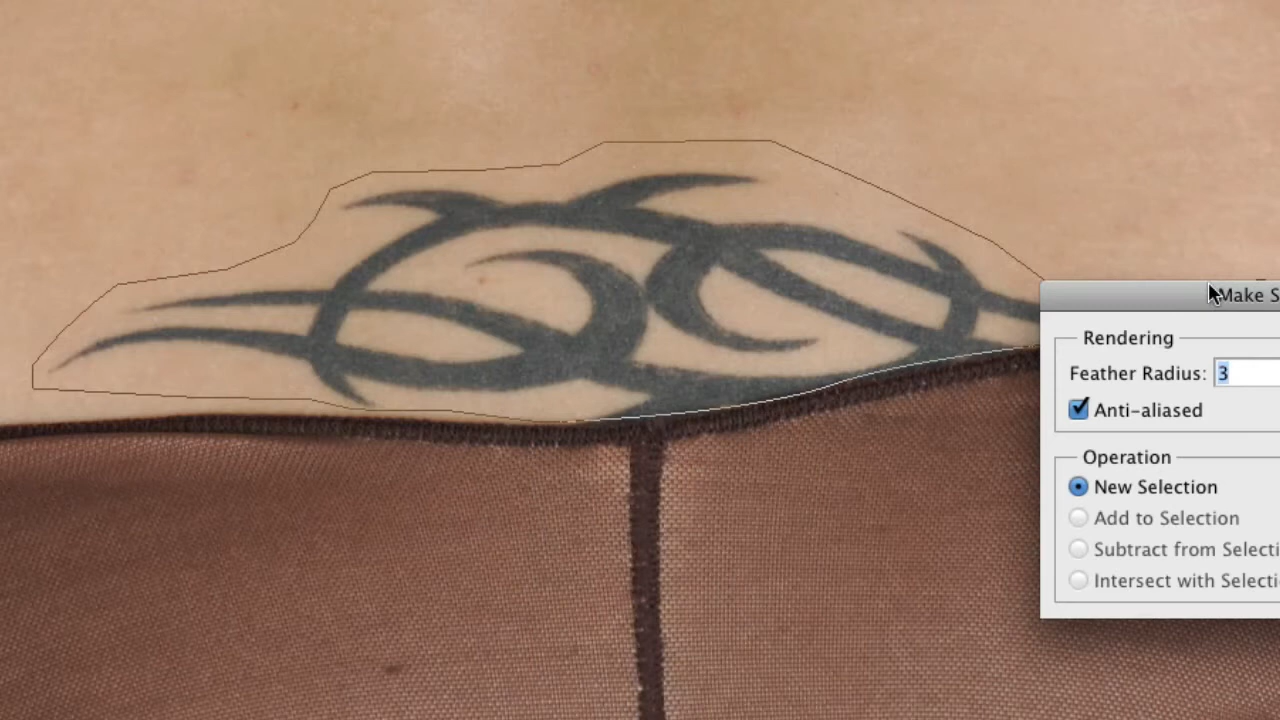 Make S
Rendering
Feather Radius: 3
Anti-aliased
Operation
New Selection
Add to Selection
Subtract from Selecti
Intersect with Selecti